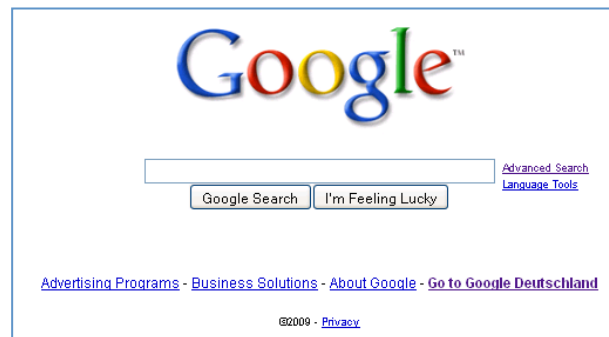 Google™
Advanced Search
Language Tools
Google Search I'm Feeling Lucky
Advertising Programs - Business Solutions - About Google - Go to Google Deutschland
©2009 - Privacy